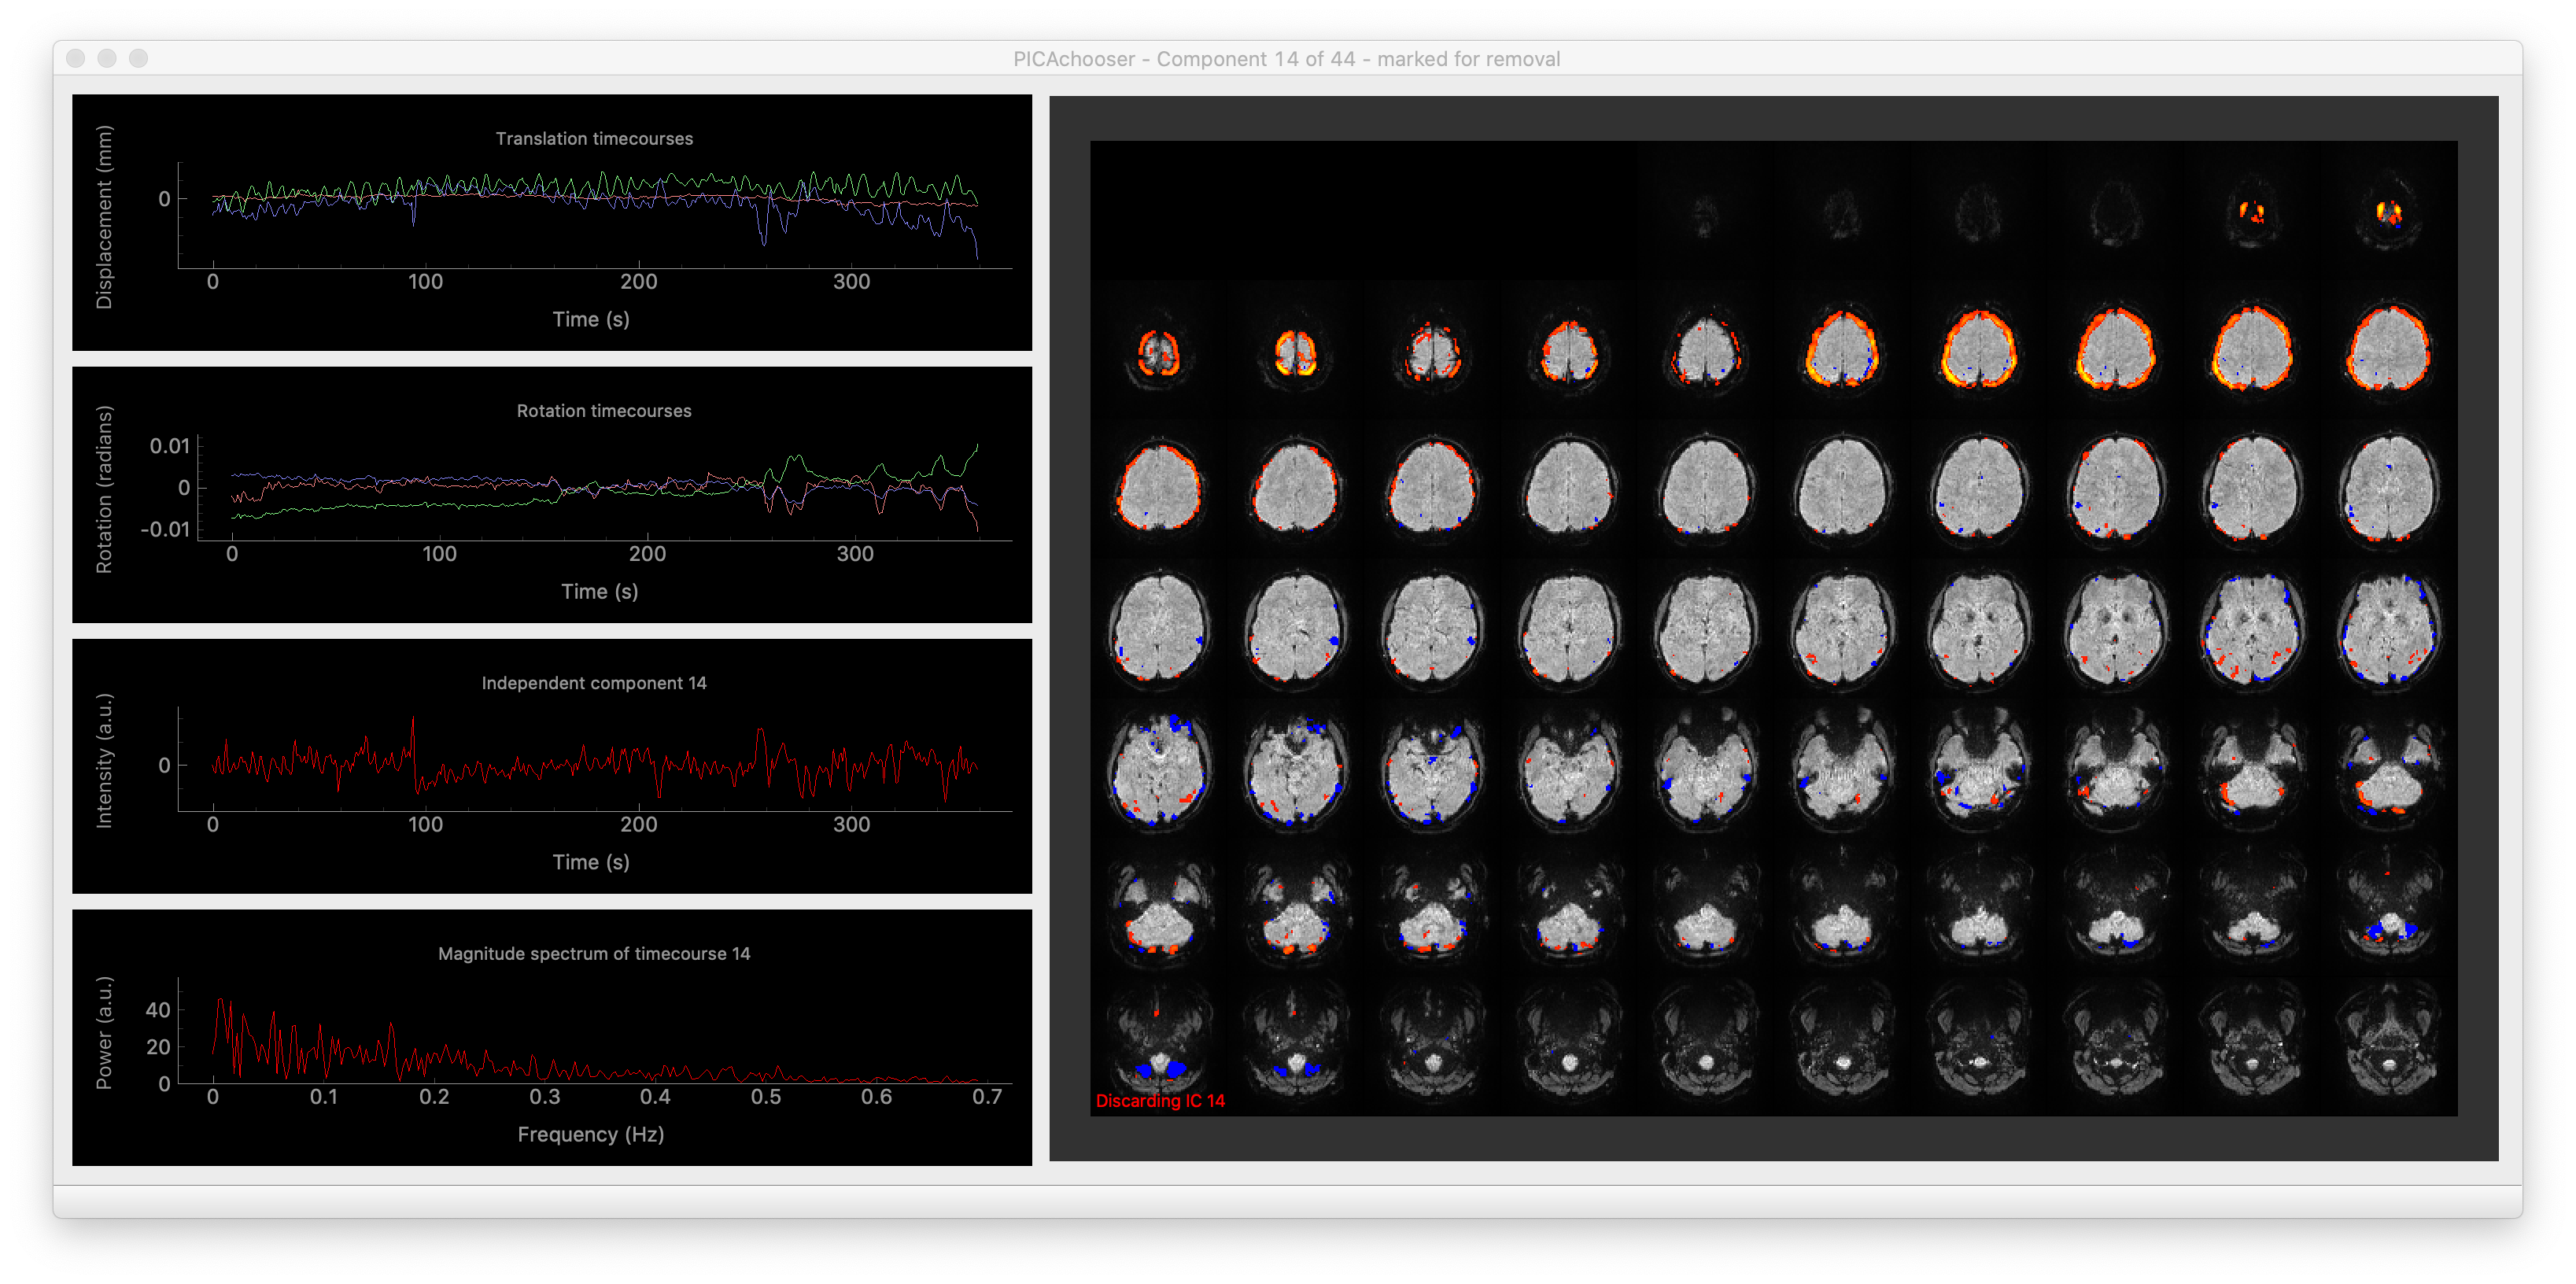 PICAchooser - Component 14 of 44 - marked for removal
Translation timecourses
Displacement (mm)
0
0 100 200 300
Time (s)
Rotation timecourses
Rotation (radians)
0.01
0
-0.01
0 100 200 300
Time (s)
Independent component 14
Intensity (a.u.)
0
0 100 200 300
Time (s)
Magnitude spectrum of timecourse 14
Power (a.u.)
40
20
0
0 0.1 0.2 0.3 0.4 0.5 0.6 0.7
Frequency (Hz)
Discarding IC 14